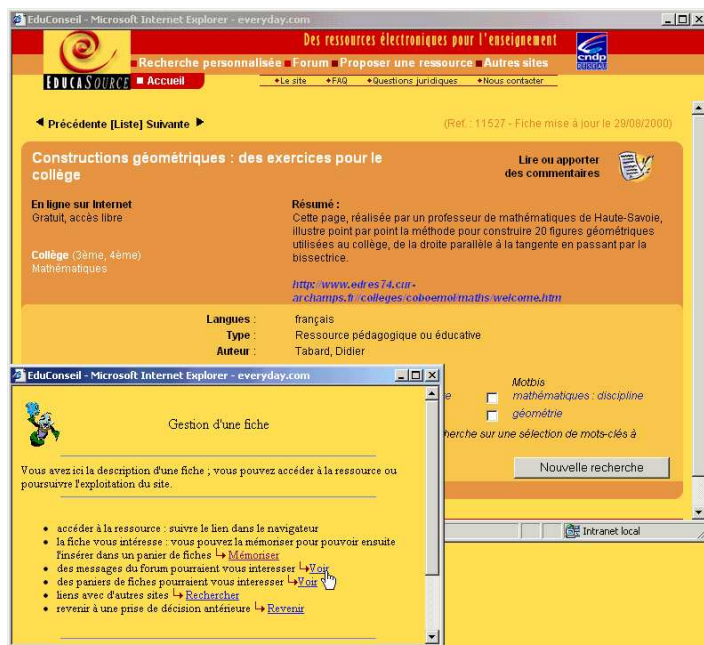 EduConseil - Microsoft Internet Explorer - everyday.com
Des ressources électroniques pour l'enseignement
cndp
Recherche personnalisée Forum Proposer une ressource Autres sites
EDUCASOURCE
Accueil
Le site FAQ Questions juridiques Nous contacter
Précédente [Liste] Suivante
(Ref. : 11527 - Fiche mise à jour le 29/08/2000)
Constructions géométriques : des exercices pour le
collège
Lire ou apporter
des commentaires
En ligne sur Internet
Gratuit, accès libre
Collège (3ème, 4ème)
Mathématiques
Résumé :
Cette page, réalisée par un professeur de mathématiques de Haute-Savoie,
illustre point par point la méthode pour construire 20 figures géométriques
utilisées au collège, de la droite parallèle à la tangente en passant par la
bissectrice.
http://www.edres74.cur-
archamps.fr/colleges/coboemol/maths/welcome.htm
Langues : français
Type : Ressource pédagogique ou éducative
Auteur : Tabard, Didier
Motbis
mathématiques : discipline
géométrie
herche sur une sélection de mots-clés à
Nouvelle recherche
Intranet local
EduConseil - Microsoft Internet Explorer - everyday.com
Gestion d'une fiche
Vous avez ici la description d'une fiche ; vous pouvez accéder à la ressource ou
poursuivre l'exploitation du site.
accéder à la ressource : suivre le lien dans le navigateur
la fiche vous intéresse : vous pouvez la mémoriser pour pouvoir ensuite
l'insérer dans un panier de fiches Mémoriser
des messages du forum pourraient vous interesser Voir
des paniers de fiches pourraient vous interesser Voir
liens avec d'autres sites Rechercher
revenir à une prise de décision antérieure Revenir